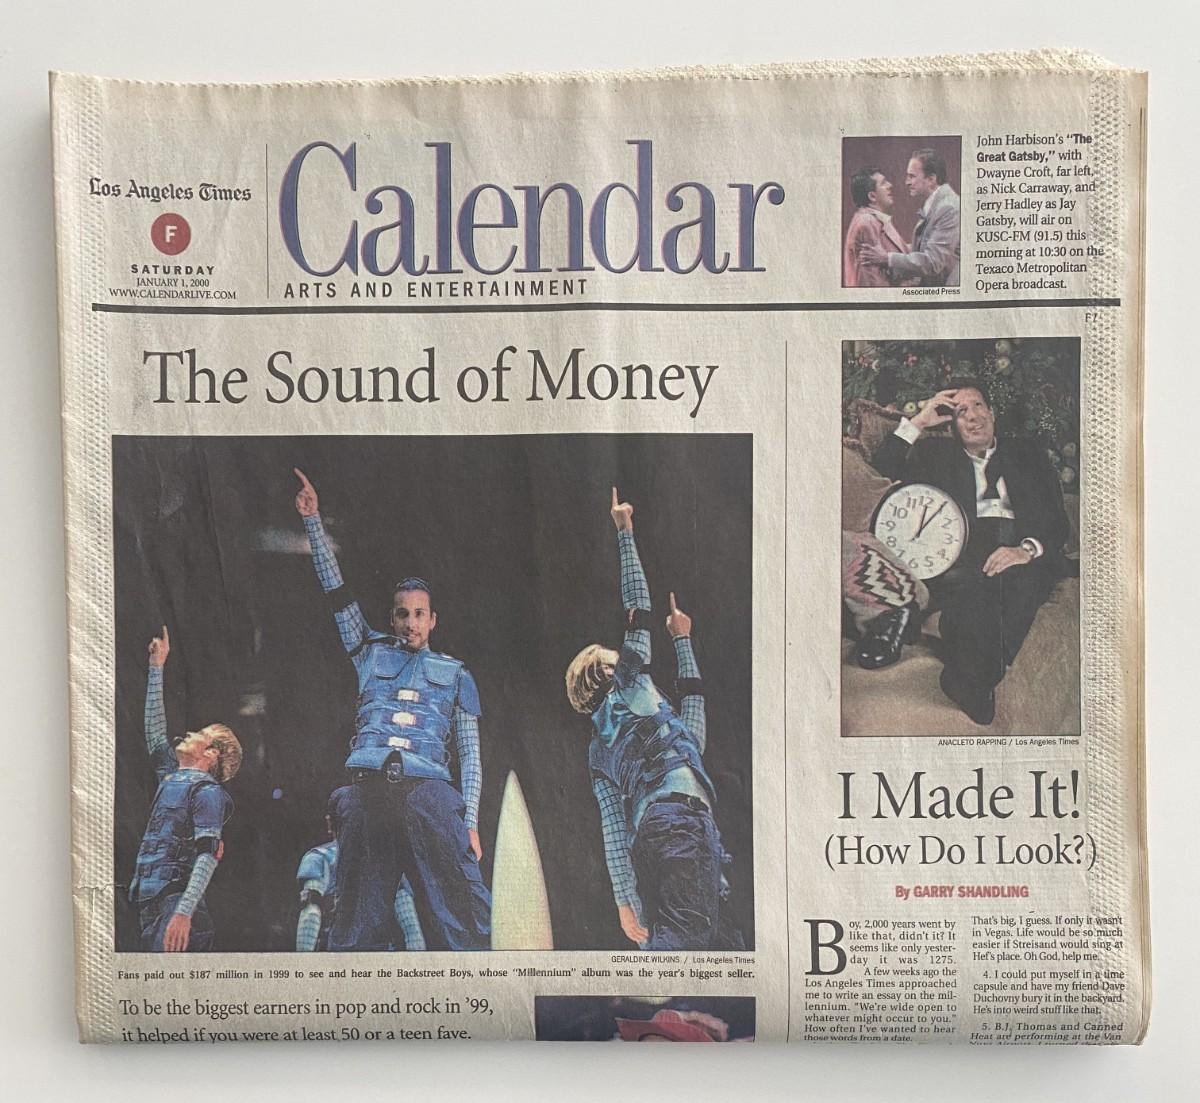 Los Angeles Times
F
SATURDAY
JANUARY 1, 2000
WWW.CALENDARLIVE.COM
Calendar
ARTS AND ENTERTAINMENT
Associated Press
John Harbison's "The
Great Gatsby," with
Dwayne Croft, far left,
as Nick Carraway, and
Jerry Hadley as Jay
Gatsby, will air on
KUSC-FM (91.5) this
morning at 10:30 on the
Texaco Metropolitan
Opera broadcast.
The Sound of Money
GERALDINE WILKINS / Los Angeles Times
Fans paid out $187 million in 1999 to see and hear the Backstreet Boys, whose "Millennium" album was the year's biggest seller.
To be the biggest earners in pop and rock in '99,
it helped if you were at least 50 or a teen fave.
11 12 1
10 2
9 3
8 4
7 6 5
ANACLETO RAPPING / Los Angeles Times
I Made It!
(How Do I Look?)
By GARRY SHANDLING
Boy, 2,000 years went by
like that, didn't it? It
seems like only yester-
day it was 1275.
A few weeks ago the
Los Angeles Times approached
me to write an essay on the mil-
lennium. "We're wide open to
whatever might occur to you."
How often I've wanted to hear
those words from a date.
That's big, I guess. If only it wasn't
in Vegas. Life would be so much
easier if Streisand would sing at
Hef's place. Oh God, help me.
4. I could put myself in a time
capsule and have my friend Dave
Duchovny bury it in the backyard.
He's into weird stuff like that.
5. B.J. Thomas and Canned
Heat are performing at the Van